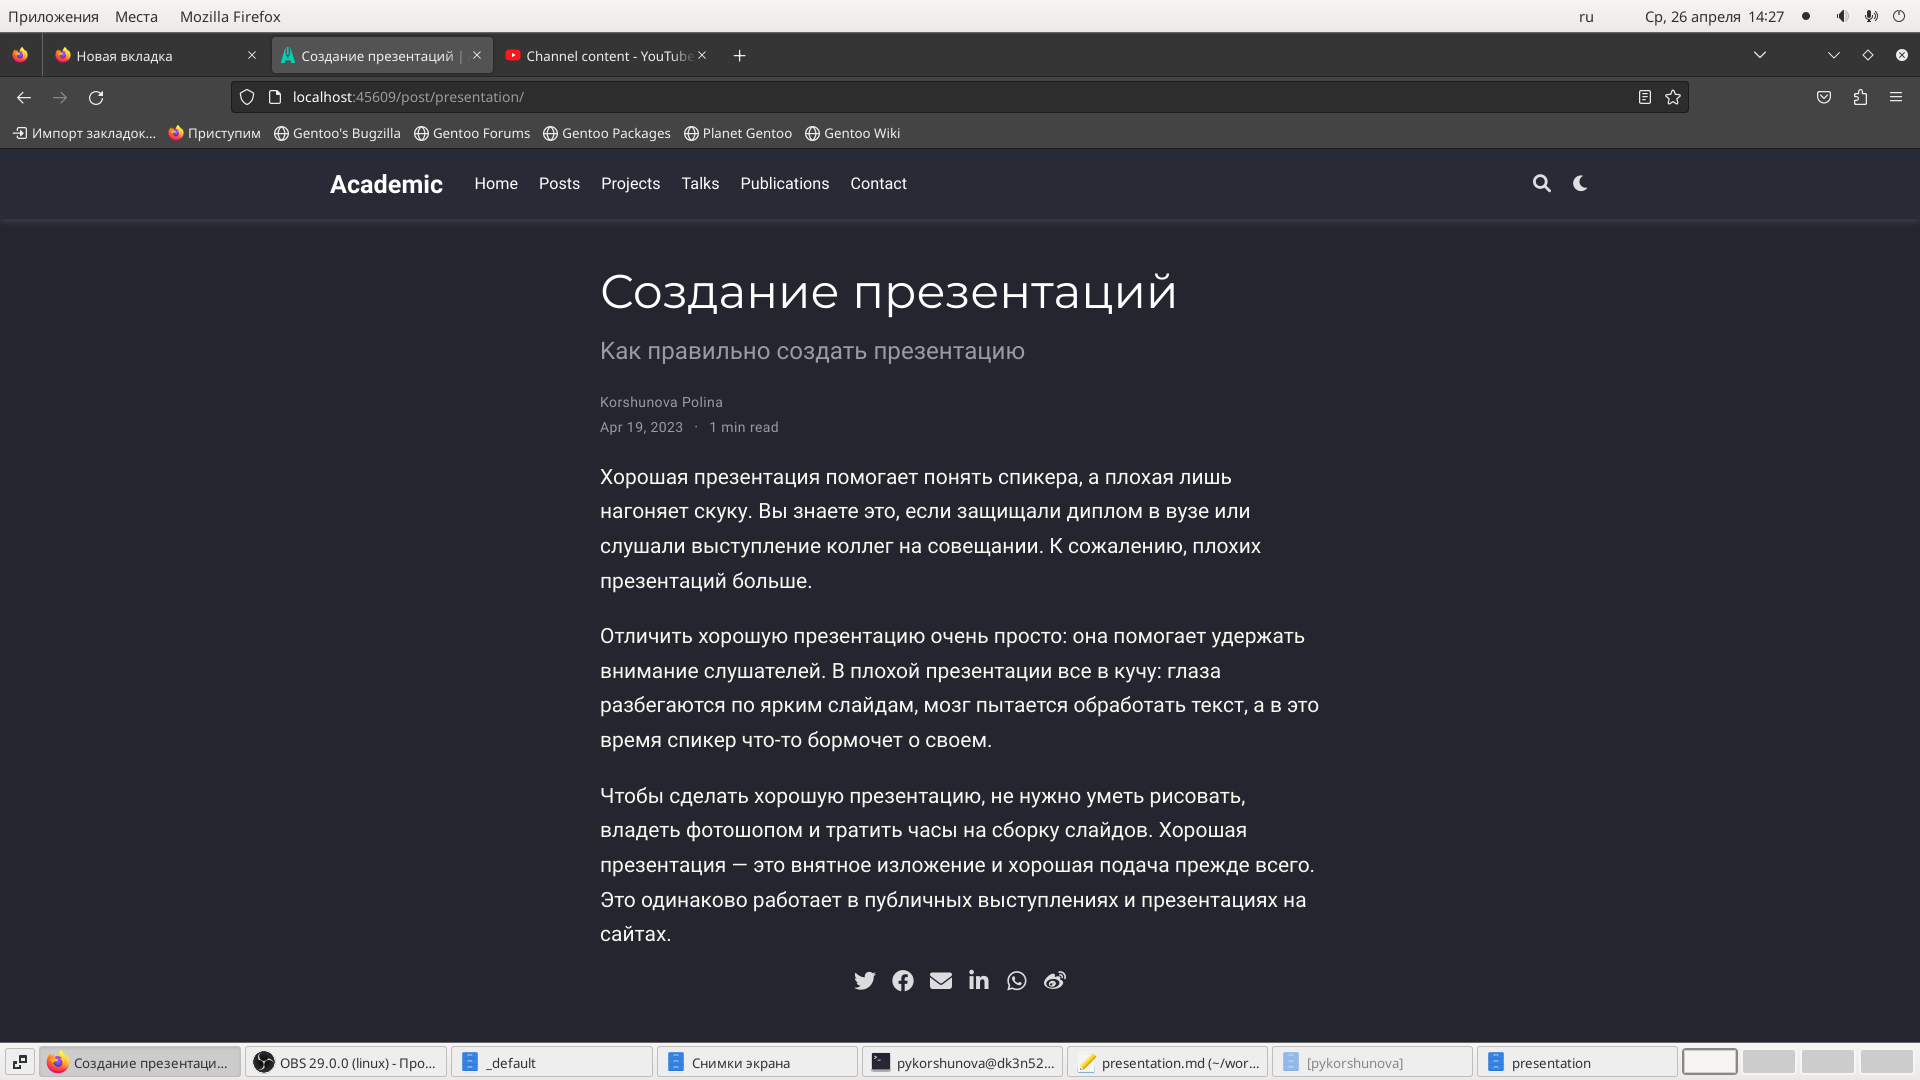 Приложения Места Mozilla Firefox ru Ср, 26 апреля 14:27
Новая вкладка Создание презентаций | Channel content - YouTube
localhost:45609/post/presentation/
Импорт закладок... Приступим Gentoo's Bugzilla Gentoo Forums Gentoo Packages Planet Gentoo Gentoo Wiki
Academic Home Posts Projects Talks Publications Contact
Создание презентаций
Как правильно создать презентацию
Korshunova Polina
Apr 19, 2023 · 1 min read
Хорошая презентация помогает понять спикера, а плохая лишь
нагоняет скуку. Вы знаете это, если защищали диплом в вузе или
слушали выступление коллег на совещании. К сожалению, плохих
презентаций больше.
Отличить хорошую презентацию очень просто: она помогает удержать
внимание слушателей. В плохой презентации все в кучу: глаза
разбегаются по ярким слайдам, мозг пытается обработать текст, а в это
время спикер что-то бормочет о своем.
Чтобы сделать хорошую презентацию, не нужно уметь рисовать,
владеть фотошопом и тратить часы на сборку слайдов. Хорошая
презентация — это внятное изложение и хорошая подача прежде всего.
Это одинаково работает в публичных выступлениях и презентациях на
сайтах.
Создание презентаци... OBS 29.0.0 (linux) - Про... _default Снимки экрана pykorshunova@dk3n52... presentation.md (~/wor... [pykorshunova] presentation